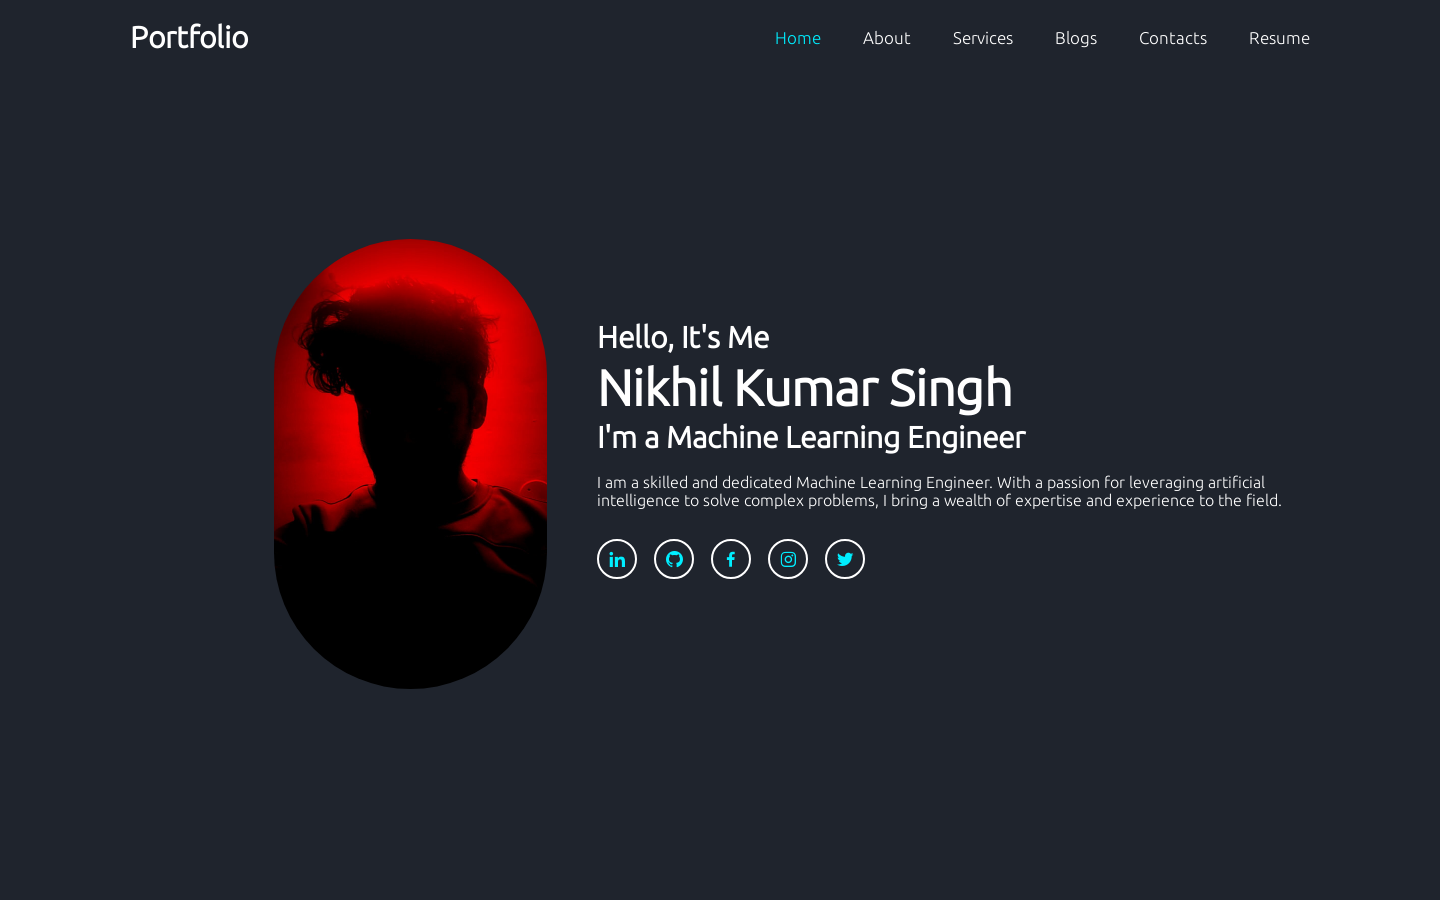 Portfolio
Home About Services Blogs Contacts Resume
Hello, It's Me
Nikhil Kumar Singh
I'm a Machine Learning Engineer
I am a skilled and dedicated Machine Learning Engineer. With a passion for leveraging artificial
intelligence to solve complex problems, I bring a wealth of expertise and experience to the field.